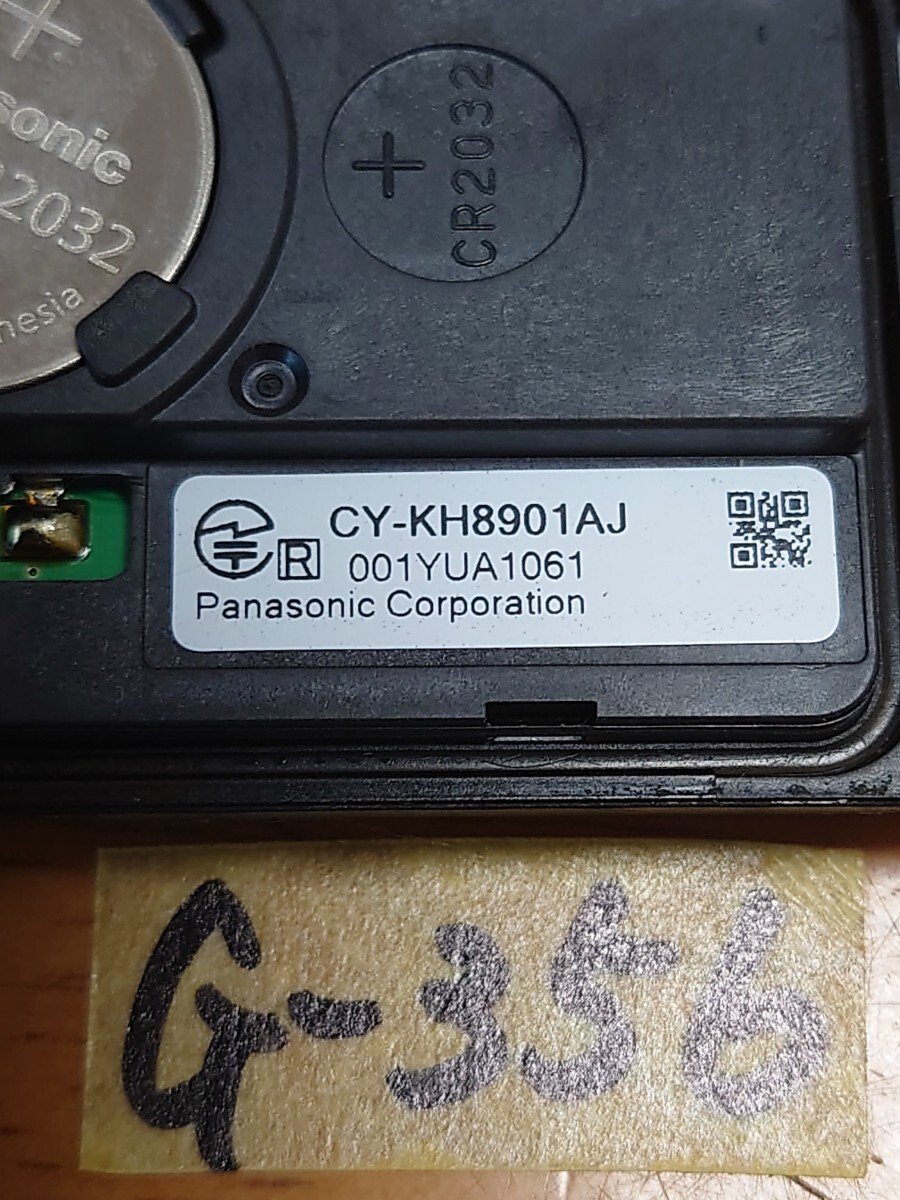 +
sonic
2032
nesia
+
CR2032
R CY-KH8901AJ
001YUA1061
Panasonic Corporation
G-356